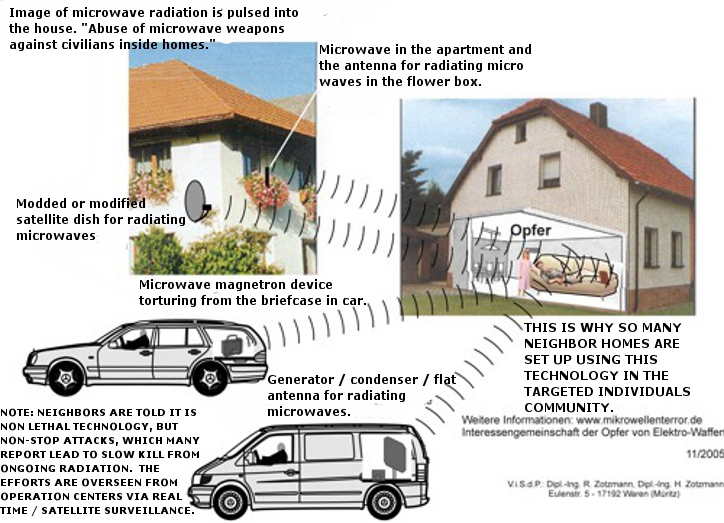 Image of microwave radiation is pulsed into
the house. "Abuse of microwave weapons
against civilians inside homes."
Microwave in the apartment and
the antenna for radiating micro
waves in the flower box.
Modded or modified
satellite dish for radiating
microwaves
Opfer
Microwave magnetron device
torturing from the briefcase in car.
THIS IS WHY SO MANY
NEIGHBOR HOMES ARE
SET UP USING THIS
TECHNOLOGY IN THE
TARGETED INDIVIDUALS
COMMUNITY.
Generator / condenser / flat
antenna for radiating
microwaves.
NOTE: NEIGHBORS ARE TOLD IT IS
NON LETHAL TECHNOLOGY, BUT
NON-STOP ATTACKS, WHICH MANY
REPORT LEAD TO SLOW KILL FROM
ONGOING RADIATION. THE
EFFORTS ARE OVERSEEN FROM
OPERATION CENTERS VIA REAL
TIME / SATELLITE SURVEILLANCE.
Weitere Informationen: www.mikrowellenterror.de
Interessengemeinschaft der Opfer von Elektro-Waffen
11/2005
V.i.S.d.P.: Dipl.-Ing. R. Zotzmann, Dipl.-Ing. H. Zotzmann
Eulenstr. 5 - 17192 Waren (Müritz)